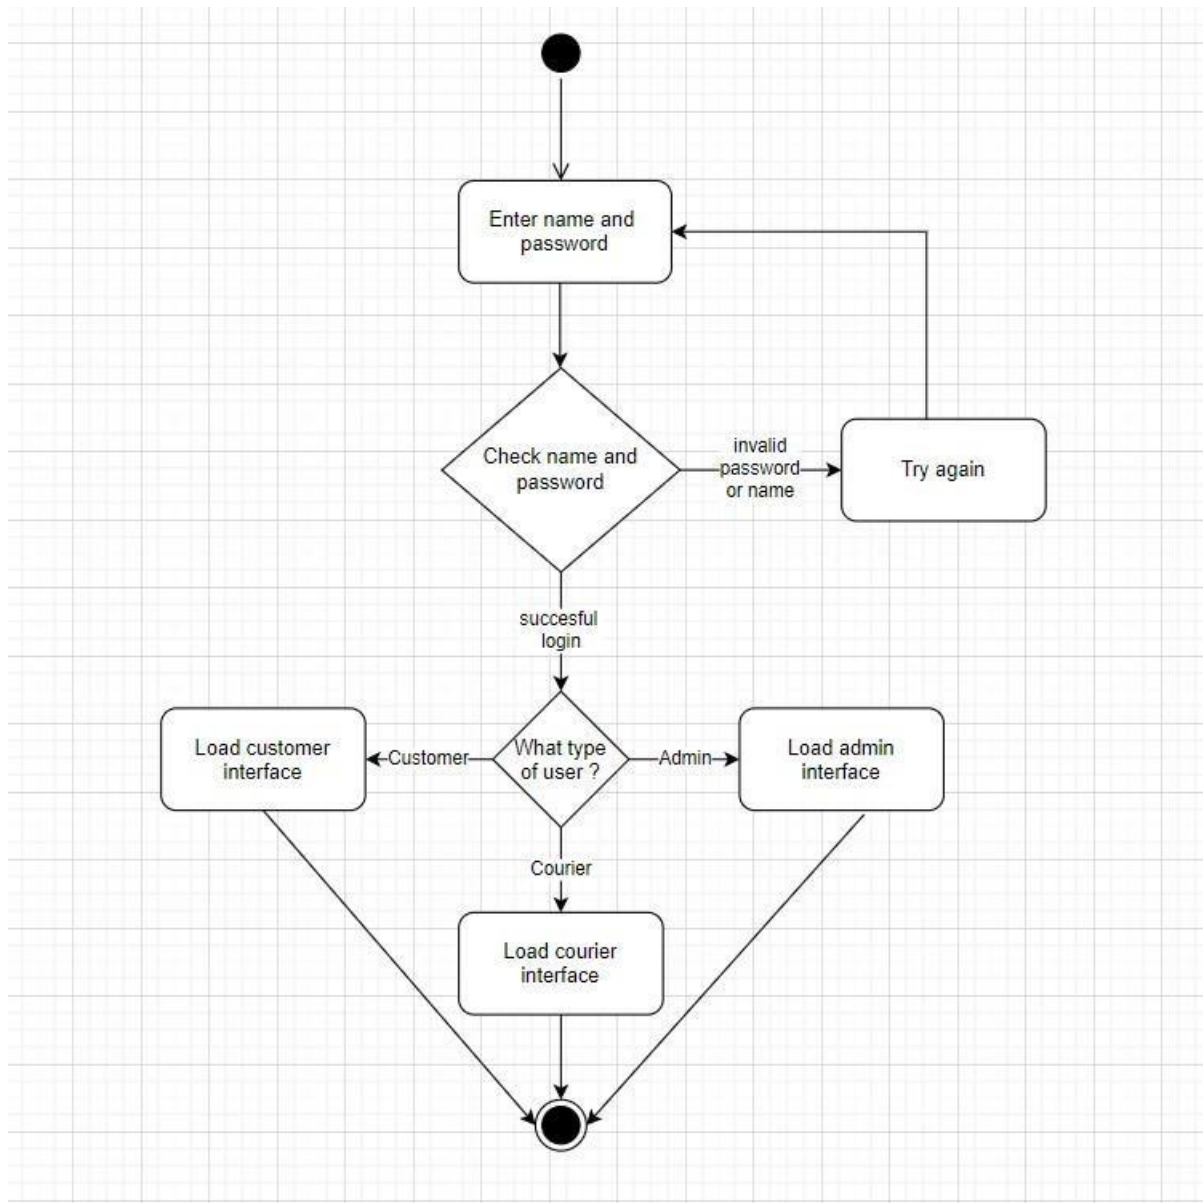 Enter name and
password
Check name and
password
invalid
password
or name
Try again
succesful
login
Load customer
interface
Customer
What type
of user ?
Admin
Load admin
interface
Courier
Load courier
interface